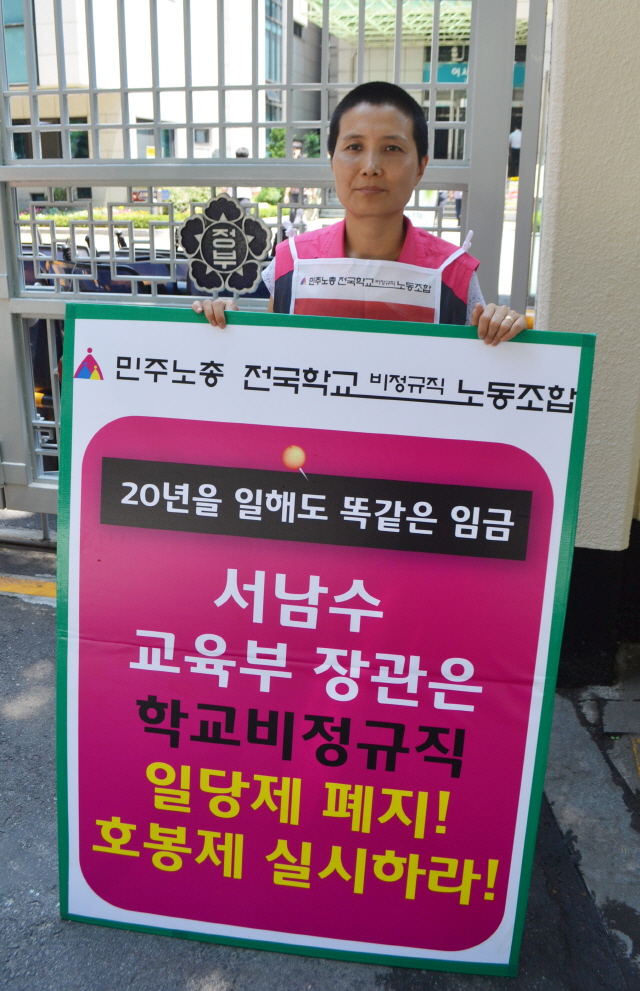 여서
정부
민주노총 전국학교비정규직 노동조합
민주노총 전국학교 비정규직 노동조합
20년을 일해도 똑같은 임금
서남수
교육부 장관은
학교비정규직
일당제 폐지!
호봉제 실시하라!